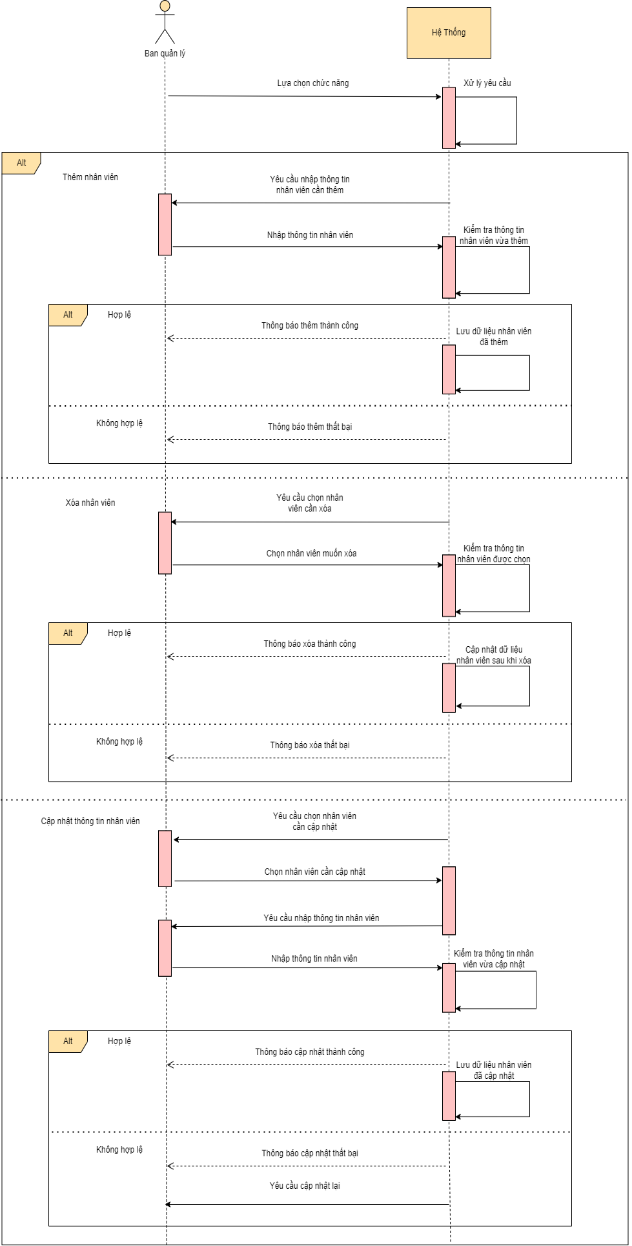 Ban quản lý
Hệ Thống
Lựa chọn chức năng
Xử lý yêu cầu
Alt
Thêm nhân viên
Yêu cầu nhập thông tin
nhân viên cần thêm
Nhập thông tin nhân viên
Kiểm tra thông tin
nhân viên vừa thêm
Alt
Hợp lệ
Thông báo thêm thành công
Lưu dữ liệu nhân viên
đã thêm
Không hợp lệ
Thông báo thêm thất bại
Xóa nhân viên
Yêu cầu chọn nhân
viên cần xóa
Chọn nhân viên muốn xóa
Kiểm tra thông tin
nhân viên được chọn
Alt
Hợp lệ
Thông báo xóa thành công
Cập nhật dữ liệu
nhân viên sau khi xóa
Không hợp lệ
Thông báo xóa thất bại
Cập nhật thông tin nhân viên
Yêu cầu chọn nhân viên
cần cập nhật
Chọn nhân viên cần cập nhật
Yêu cầu nhập thông tin nhân viên
Nhập thông tin nhân viên
Kiểm tra thông tin nhân
viên vừa cập nhật
Alt
Hợp lệ
Thông báo cập nhật thành công
Lưu dữ liệu nhân viên
đã cập nhật
Không hợp lệ
Thông báo cập nhật thất bại
Yêu cầu cập nhật lại